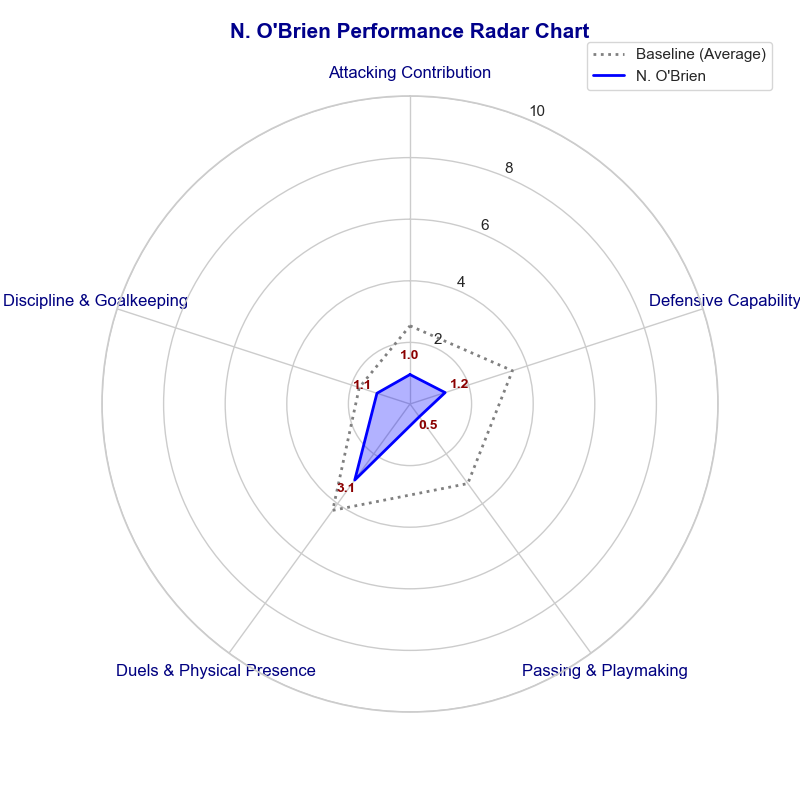 N. O'Brien Performance Radar Chart
Baseline (Average)
N. O'Brien
Attacking Contribution
10
8
6
4
2
Discipline & Goalkeeping
Defensive Capability
1.0
1.1
1.2
0.5
3.1
Duels & Physical Presence
Passing & Playmaking